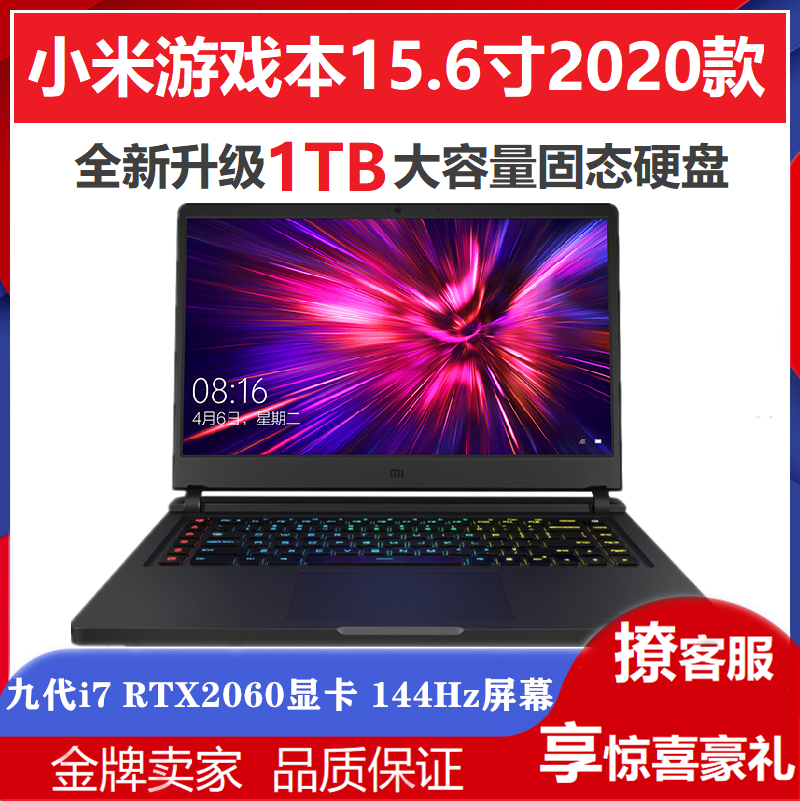 小米游戏本15.6寸2020款
全新升级1TB大容量固态硬盘
08:16
4月6日，星期二
mi
九代i7 RTX2060显卡 144Hz屏幕
撩客服
享惊喜豪礼
金牌卖家 品质保证